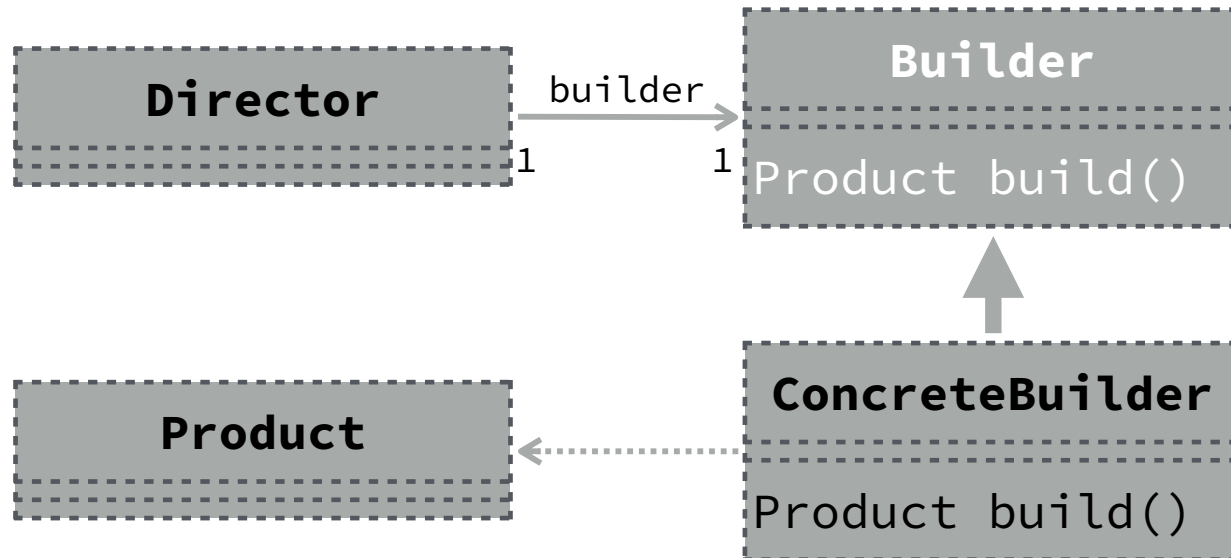 Director
builder
1
1
Builder
Product build()
Product
ConcreteBuilder
Product build()